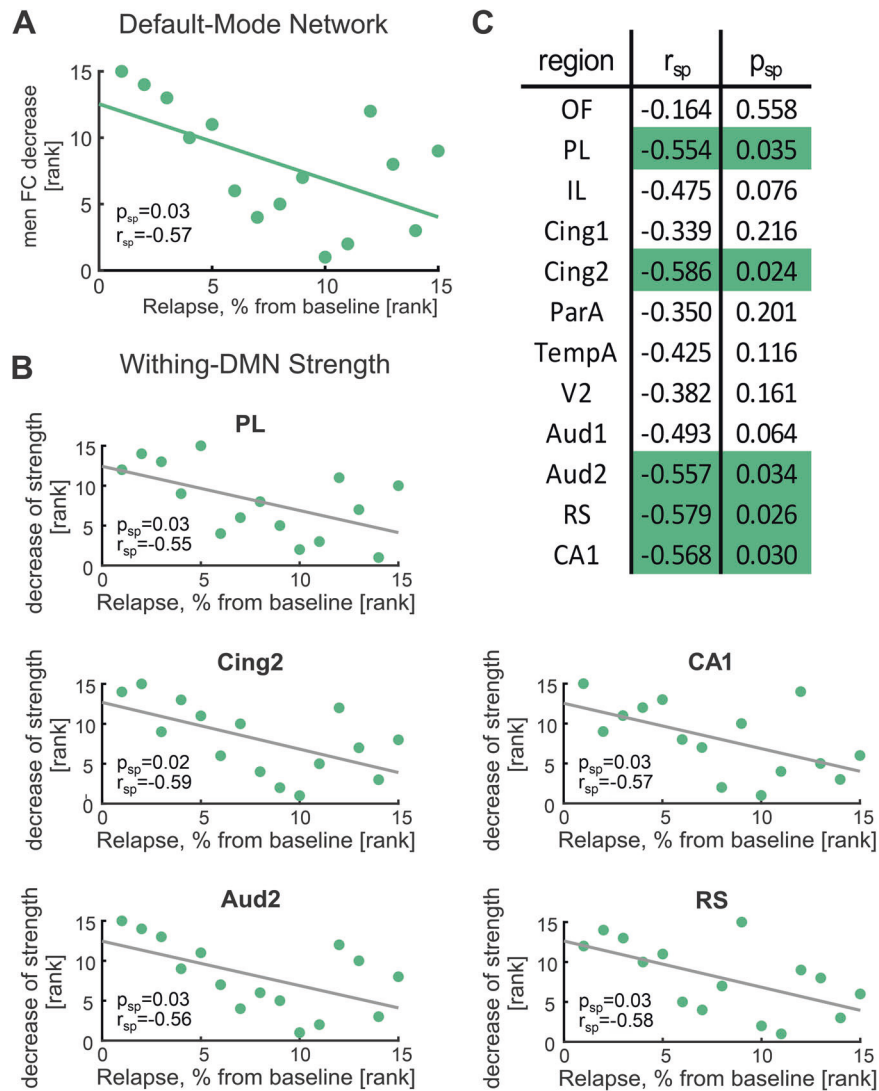 A
Default-Mode Network
men FC decrease
[rank]
15
10
5
0
0
5
10
15
p_sp=0.03
r_sp=-0.57
Relapse, % from baseline [rank]
B
Withing-DMN Strength
PL
decrease of strength
[rank]
15
10
5
0
0
5
10
15
p_sp=0.03
r_sp=-0.55
Relapse, % from baseline [rank]
Cing2
decrease of strength
[rank]
15
10
5
0
0
5
10
15
p_sp=0.02
r_sp=-0.59
Relapse, % from baseline [rank]
Aud2
decrease of strength
[rank]
15
10
5
0
0
5
10
15
p_sp=0.03
r_sp=-0.56
Relapse, % from baseline [rank]
C
region r_sp p_sp
OF -0.164 0.558
PL -0.554 0.035
IL -0.475 0.076
Cing1 -0.339 0.216
Cing2 -0.586 0.024
ParA -0.350 0.201
TempA -0.425 0.116
V2 -0.382 0.161
Aud1 -0.493 0.064
Aud2 -0.557 0.034
RS -0.579 0.026
CA1 -0.568 0.030
CA1
decrease of strength
[rank]
15
10
5
0
0
5
10
15
p_sp=0.03
r_sp=-0.57
Relapse, % from baseline [rank]
RS
decrease of strength
[rank]
15
10
5
0
0
5
10
15
p_sp=0.03
r_sp=-0.58
Relapse, % from baseline [rank]